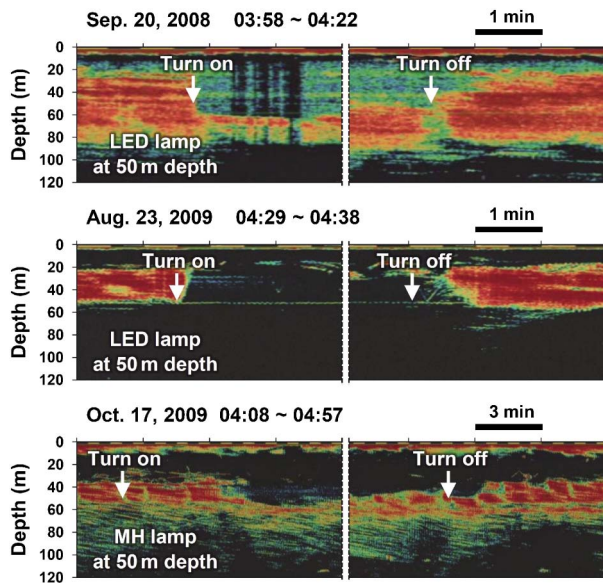 Sep. 20, 2008 03:58 ~ 04:22
1 min
Depth (m)
0
20
40
60
80
100
120
Turn on
Turn off
LED lamp
at 50 m depth
Aug. 23, 2009 04:29 ~ 04:38
1 min
Depth (m)
0
20
40
60
80
100
120
Turn on
Turn off
LED lamp
at 50 m depth
Oct. 17, 2009 04:08 ~ 04:57
3 min
Depth (m)
0
20
40
60
80
100
120
Turn on
Turn off
MH lamp
at 50 m depth